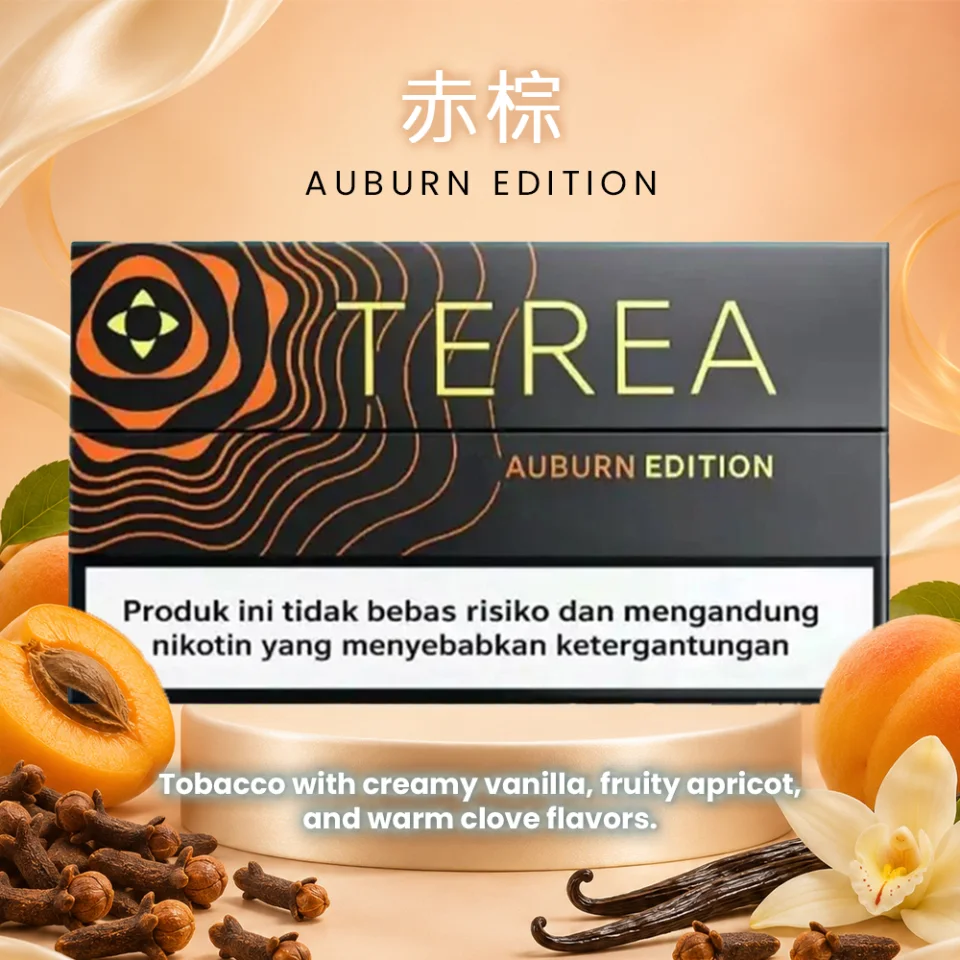 赤棕
AUBURN EDITION
TEREA
AUBURN EDITION
Produk ini tidak bebas risiko dan mengandung
nikotin yang menyebabkan ketergantungan
Tobacco with creamy vanilla, fruity apricot,
and warm clove flavors.